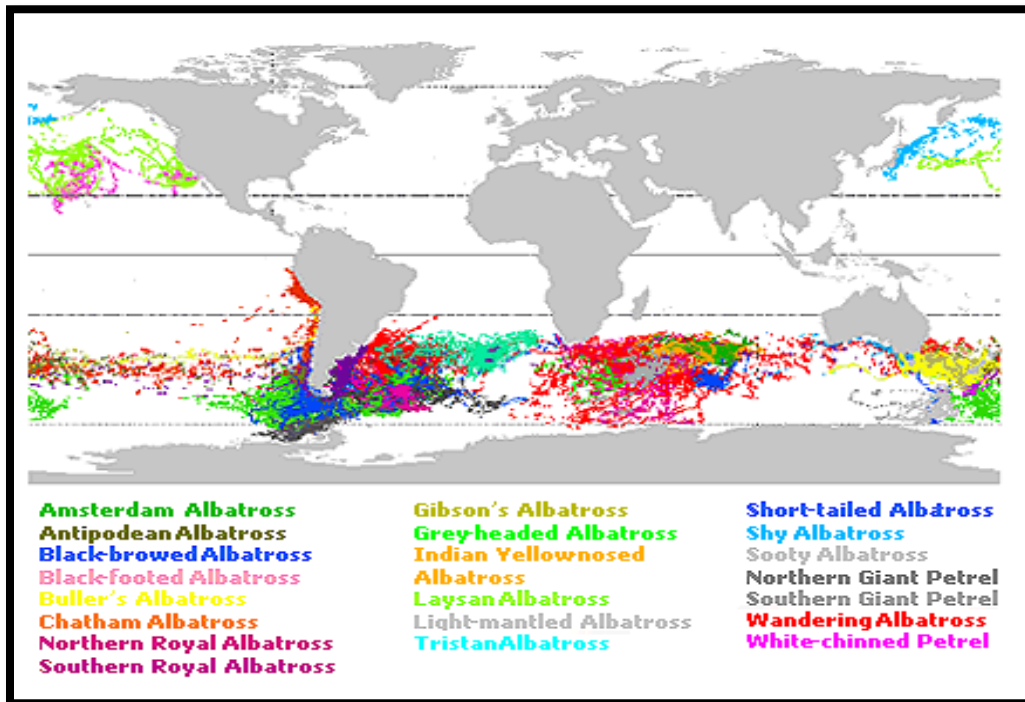 Amsterdam Albatross
Antipodean Albatross
Black-browed Albatross
Black-footed Albatross
Buller's Albatross
Chatham Albatross
Northern Royal Albatross
Southern Royal Albatross
Gibson's Albatross
Grey-headed Albatross
Indian Yellownosed
Albatross
Laysan Albatross
Light-mantled Albatross
Tristan Albatross
Short-tailed Albatross
Shy Albatross
Sooty Albatross
Northern Giant Petrel
Southern Giant Petrel
Wandering Albatross
White-chinned Petrel